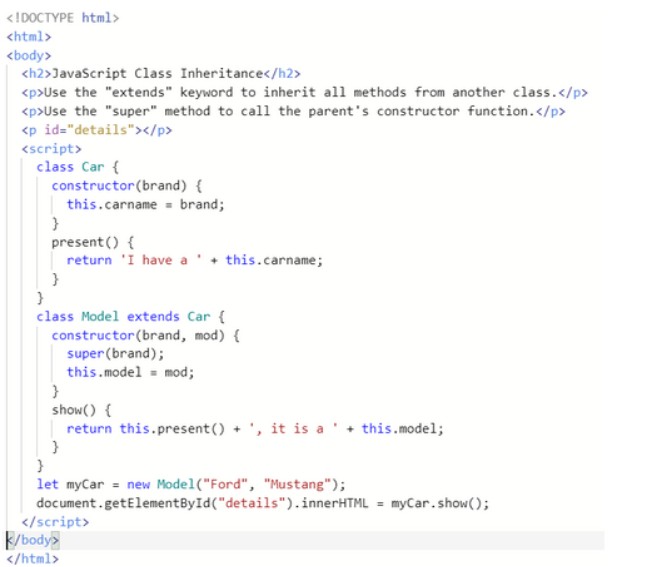 <!DOCTYPE html>
<html>
<body>
<h2>JavaScript Class Inheritance</h2>
<p>Use the "extends" keyword to inherit all methods from another class.</p>
<p>Use the "super" method to call the parent's constructor function.</p>
<p id="details"></p>
<script>
class Car {
constructor(brand) {
this.carname = brand;
}
present() {
return 'I have a ' + this.carname;
}
}
class Model extends Car {
constructor(brand, mod) {
super(brand);
this.model = mod;
}
show() {
return this.present() + ', it is a ' + this.model;
}
}
let myCar = new Model("Ford", "Mustang");
document.getElementById("details").innerHTML = myCar.show();
</script>
</body>
</html>